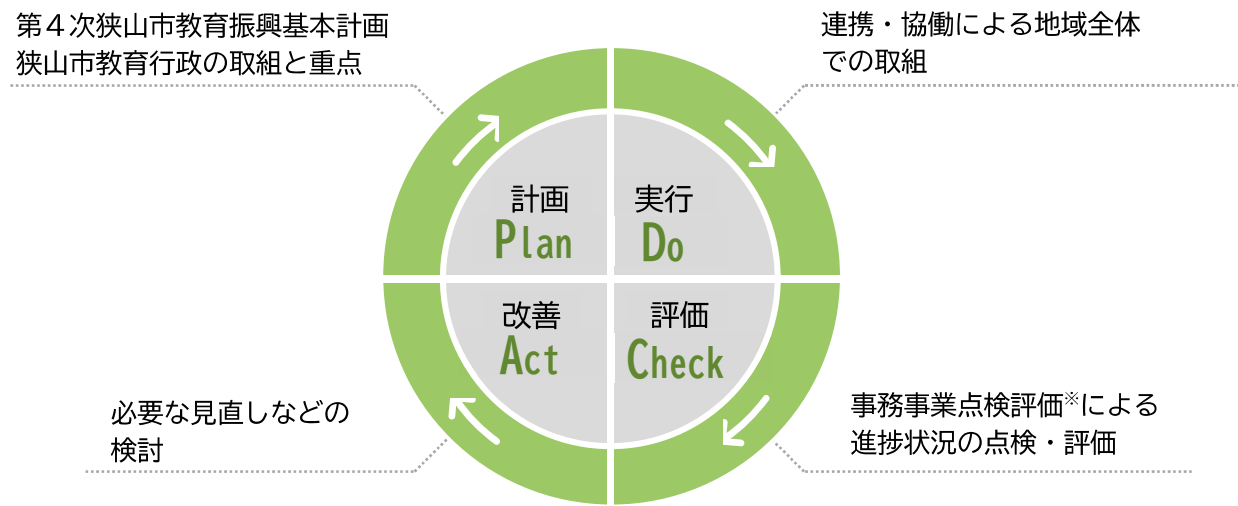 第４次狭山市教育振興基本計画
狭山市教育行政の取組と重点
連携・協働による地域全体
での取組
計画
Plan
実行
Do
改善
Act
評価
Check
必要な見直しなどの
検討
事務事業点検評価※による
進捗状況の点検・評価